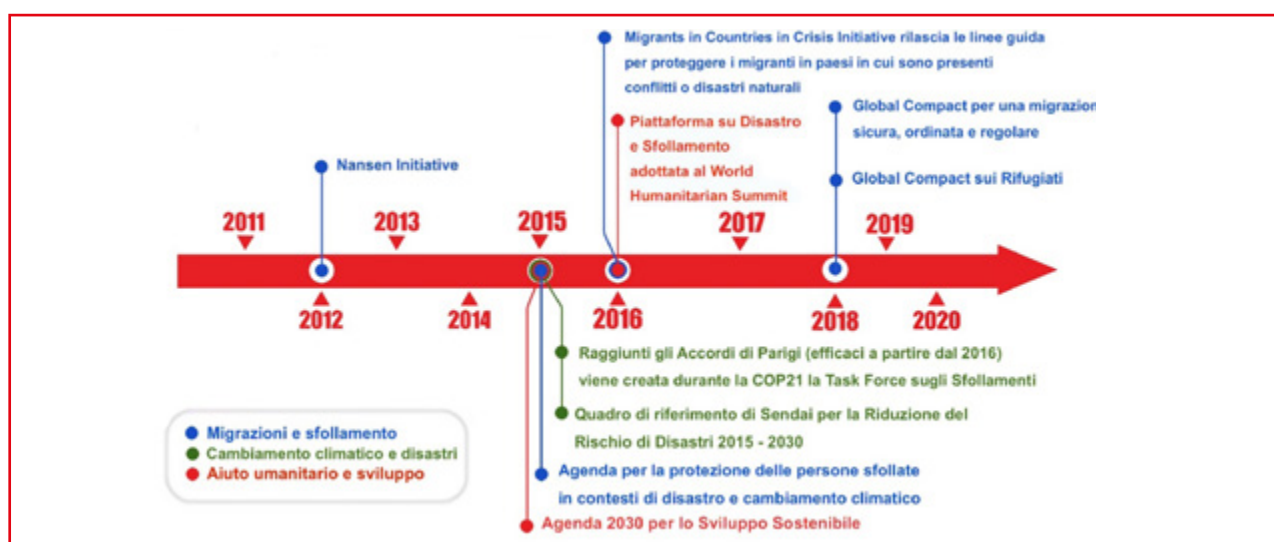 Migrants in Countries in Crisis Initiative rilascia le linee guida
per proteggere i migranti in paesi in cui sono presenti
conflitti o disastri naturali
Global Compact per una migrazion
sicura, ordinata e regolare
Piattaforma su Disastro
e Sfollamento
adottata al World
Humanitarian Summit
Nansen Initiative
Global Compact sui Rifugiati
2011
2013
2015
2017
2019
2012
2014
2016
2018
2020
Raggiunti gli Accordi di Parigi (efficaci a partire dal 2016)
viene creata durante la COP21 la Task Force sugli Sfollamenti
Quadro di riferimento di Sendai per la Riduzione del
Rischio di Disastri 2015 - 2030
Agenda per la protezione delle persone sfollate
in contesti di disastro e cambiamento climatico
Agenda 2030 per lo Sviluppo Sostenibile
Migrazioni e sfollamento
Cambiamento climatico e disastri
Aiuto umanitario e sviluppo